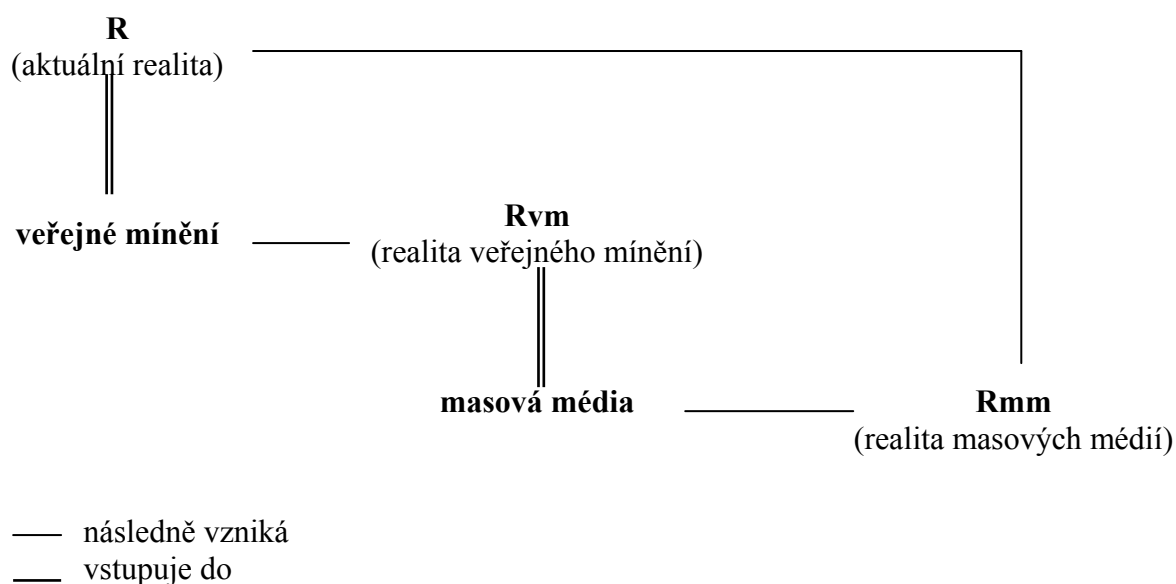 R
(aktuální realita)
veřejné mínění
Rvm
(realita veřejného mínění)
masová média
Rmm
(realita masových médií)
následně vzniká
vstupuje do